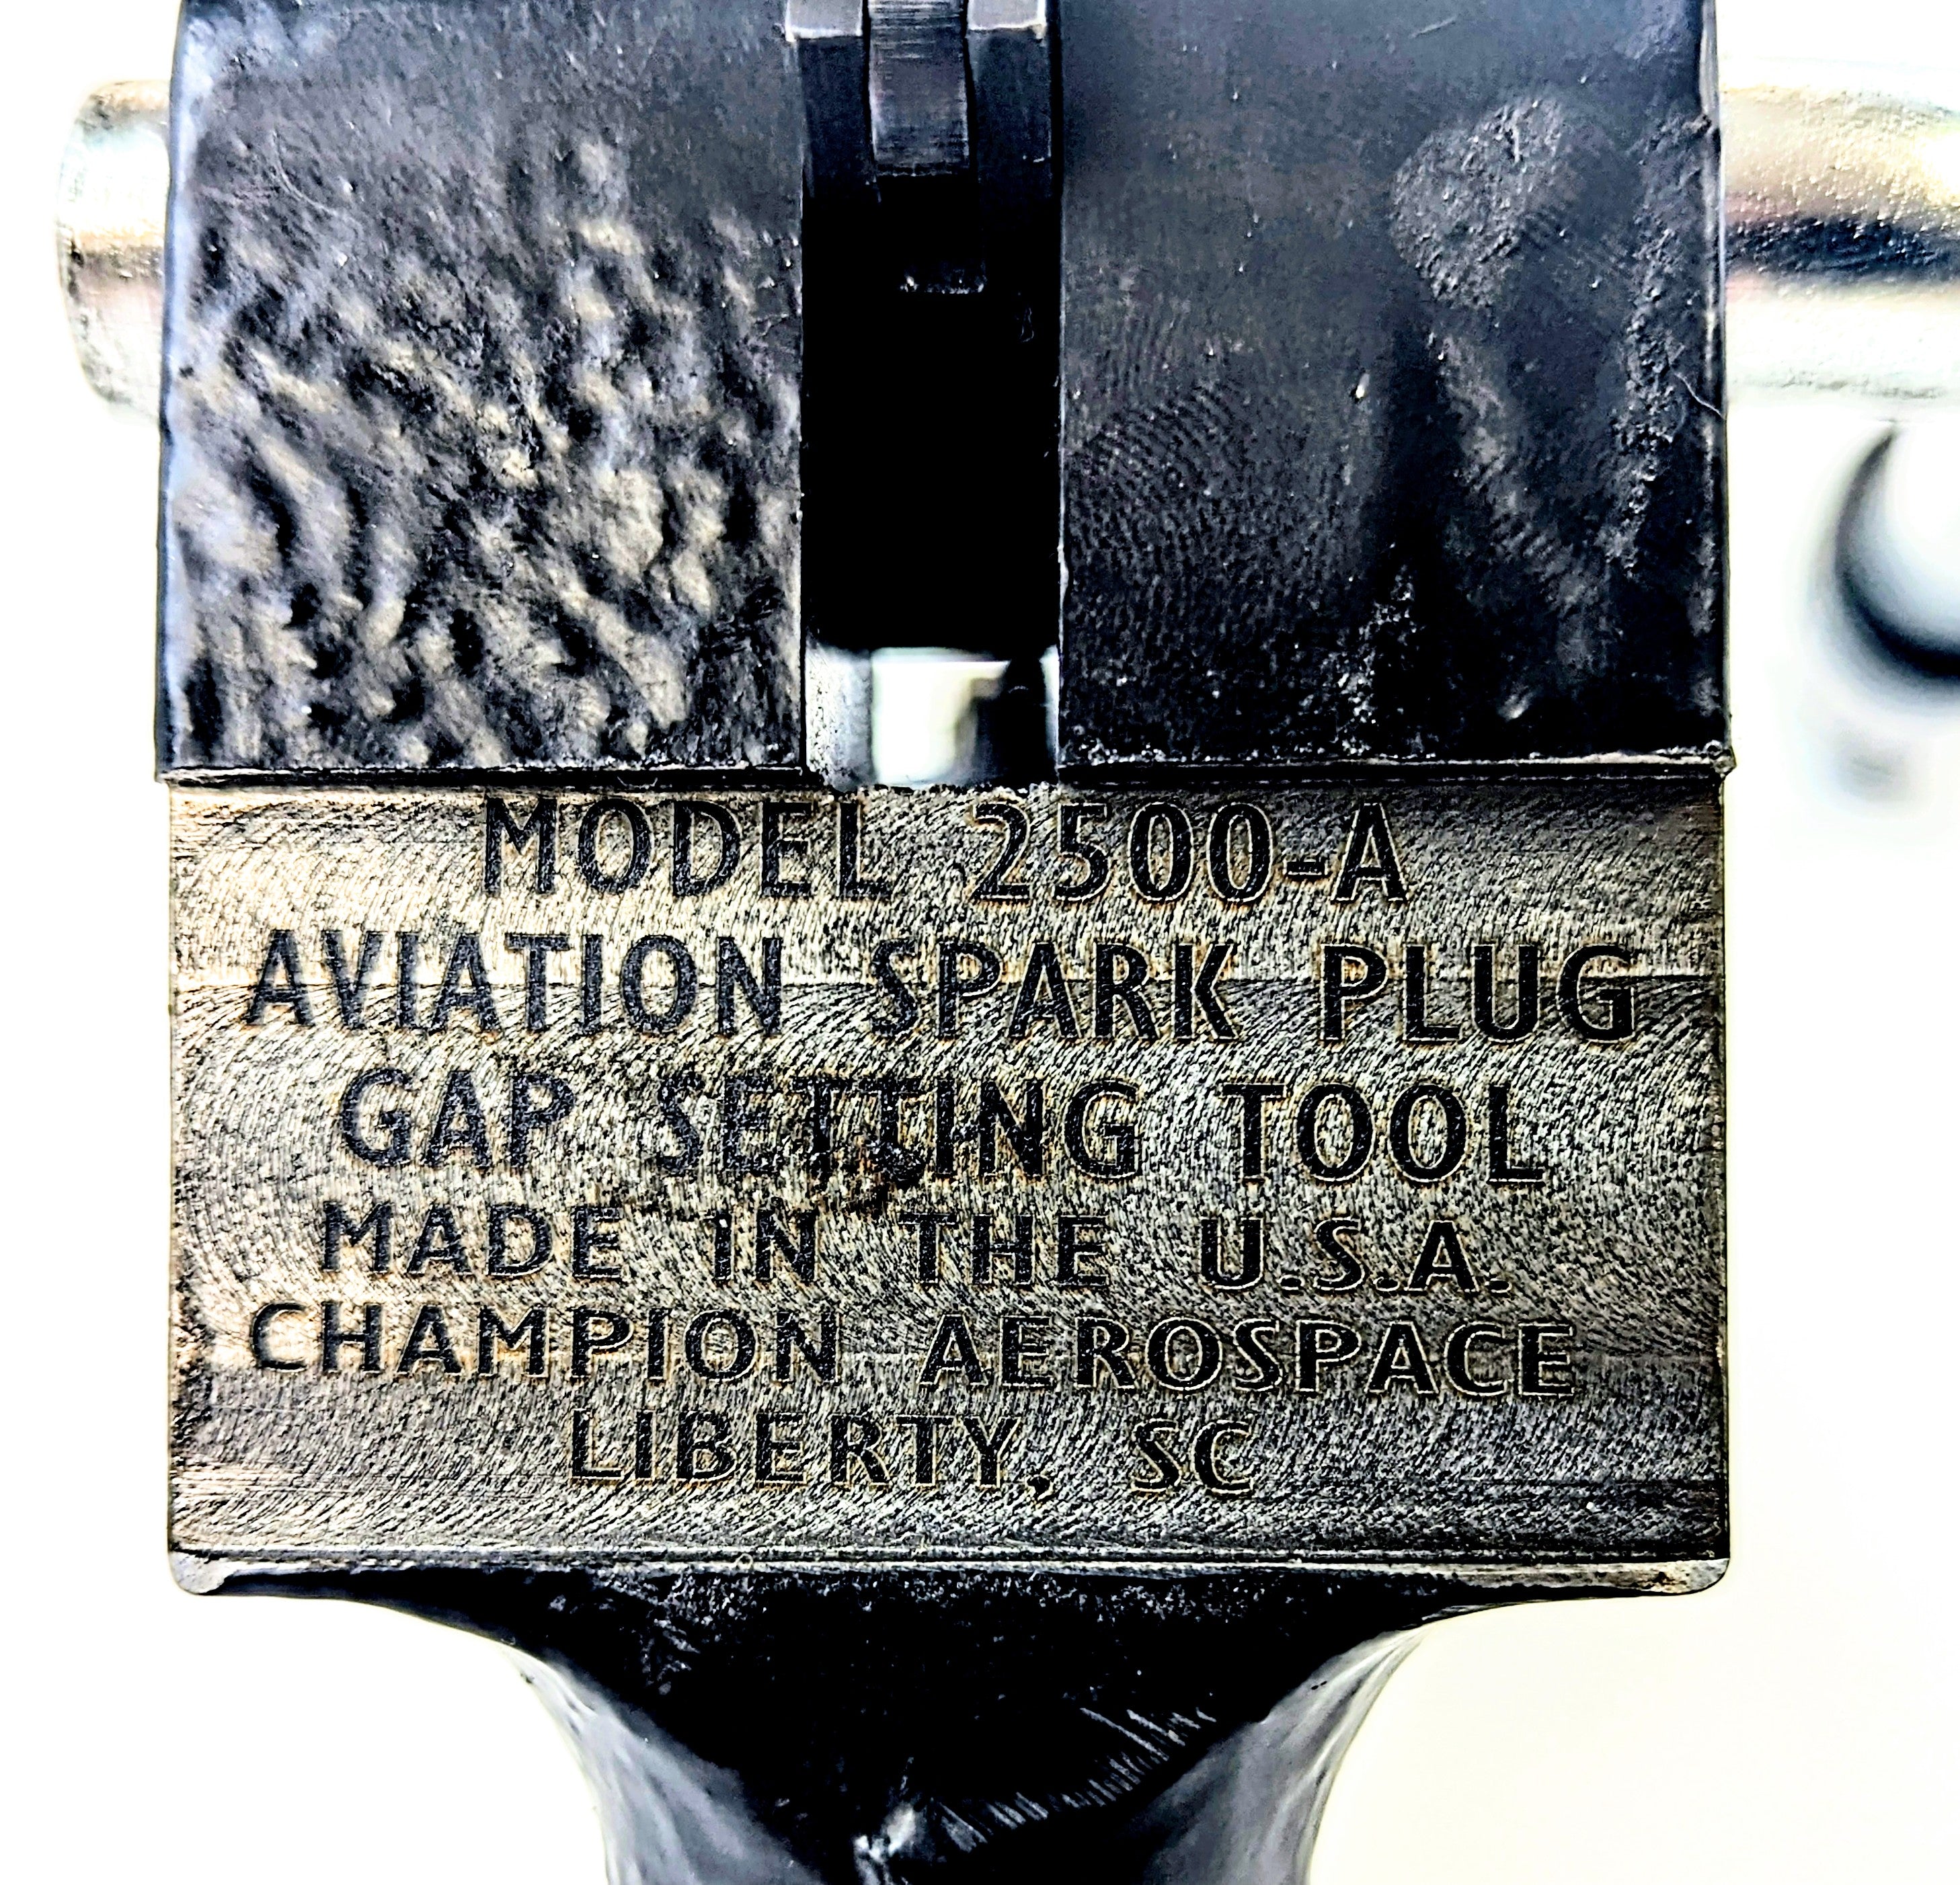 MODEL 2500-A
AVIATION SPARK PLUG
GAP SETTING TOOL
MADE IN THE U.S.A.
CHAMPION AEROSPACE
LIBERTY, SC